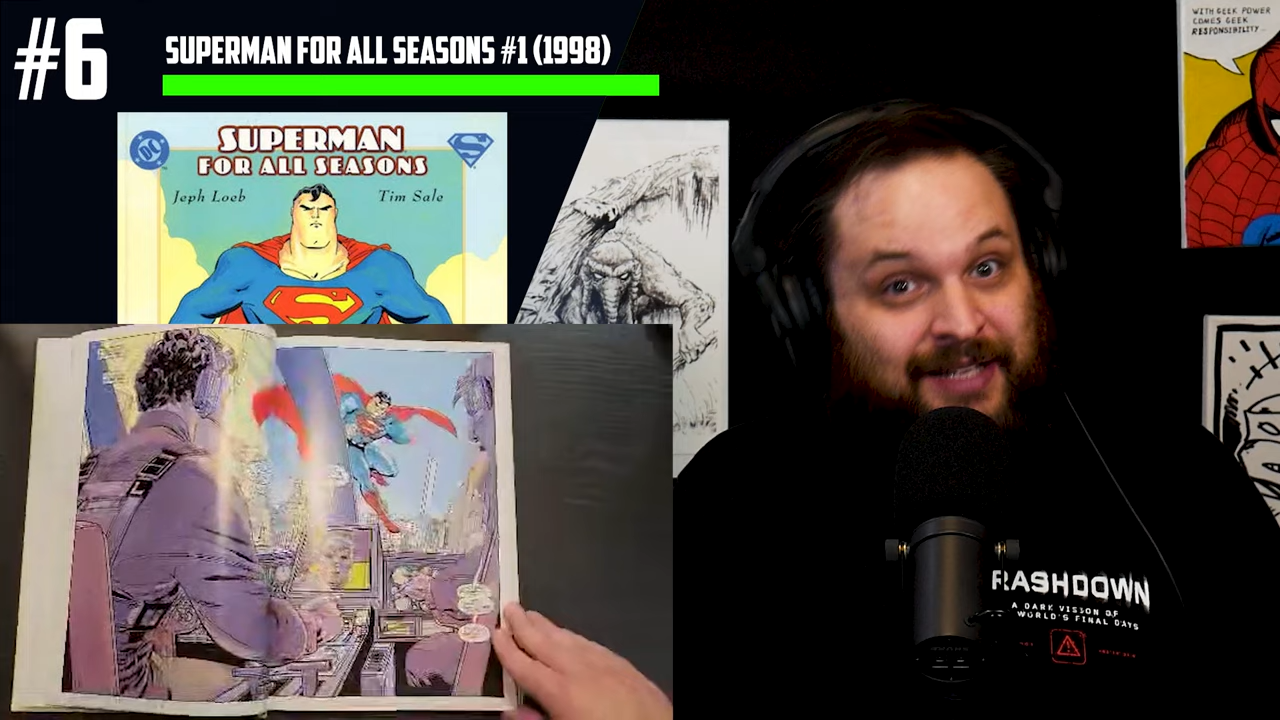 #6
SUPERMAN FOR ALL SEASONS #1 (1998)
SUPERMAN
FOR ALL SEASONS
DC
Jeph Loeb
Tim Sale
S
WITH GEEK POWER
COMES GEEK
RESPONSIBILITY...
RASHDOWN
A DARK VISION OF
WORLD'S FINAL DAYS